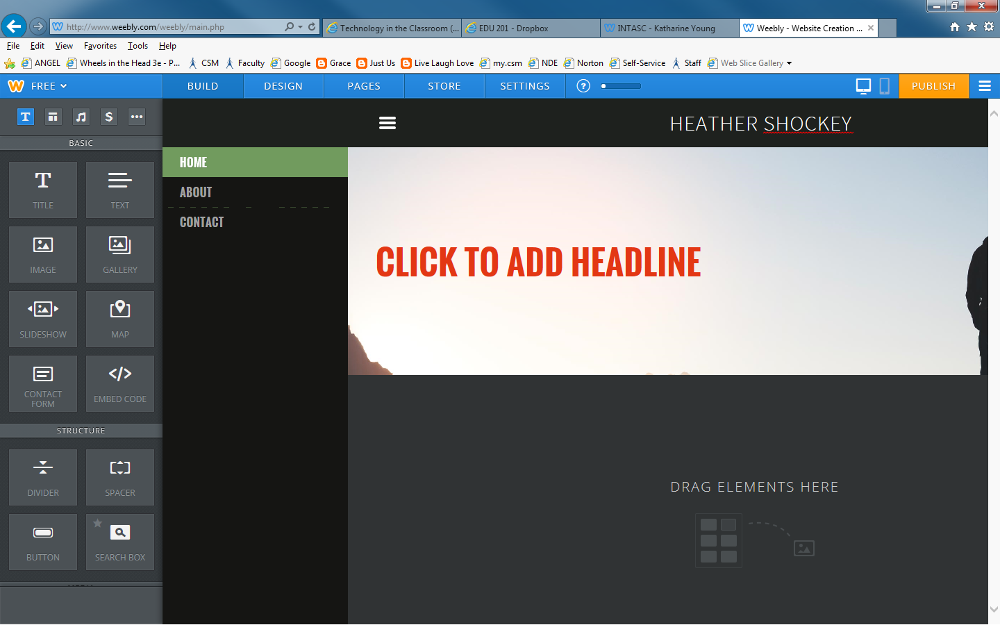 http://www.weebly.com/weebly/main.php
Technology in the Classroom (...
EDU 201 - Dropbox
INTASC - Katharine Young
Weebly - Website Creation ...
File Edit View Favorites Tools Help
ANGEL Wheels in the Head 3e - P... CSM Faculty Google Grace Just Us Live Laugh Love my.csm NDE Norton Self-Service Staff Web Slice Gallery
FREE BUILD DESIGN PAGES STORE SETTINGS ? PUBLISH
BASIC
TITLE TEXT
IMAGE GALLERY
SLIDESHOW MAP
CONTACT FORM EMBED CODE
STRUCTURE
DIVIDER SPACER
BUTTON SEARCH BOX
HEATHER SHOCKEY
HOME
ABOUT
CONTACT
CLICK TO ADD HEADLINE
DRAG ELEMENTS HERE